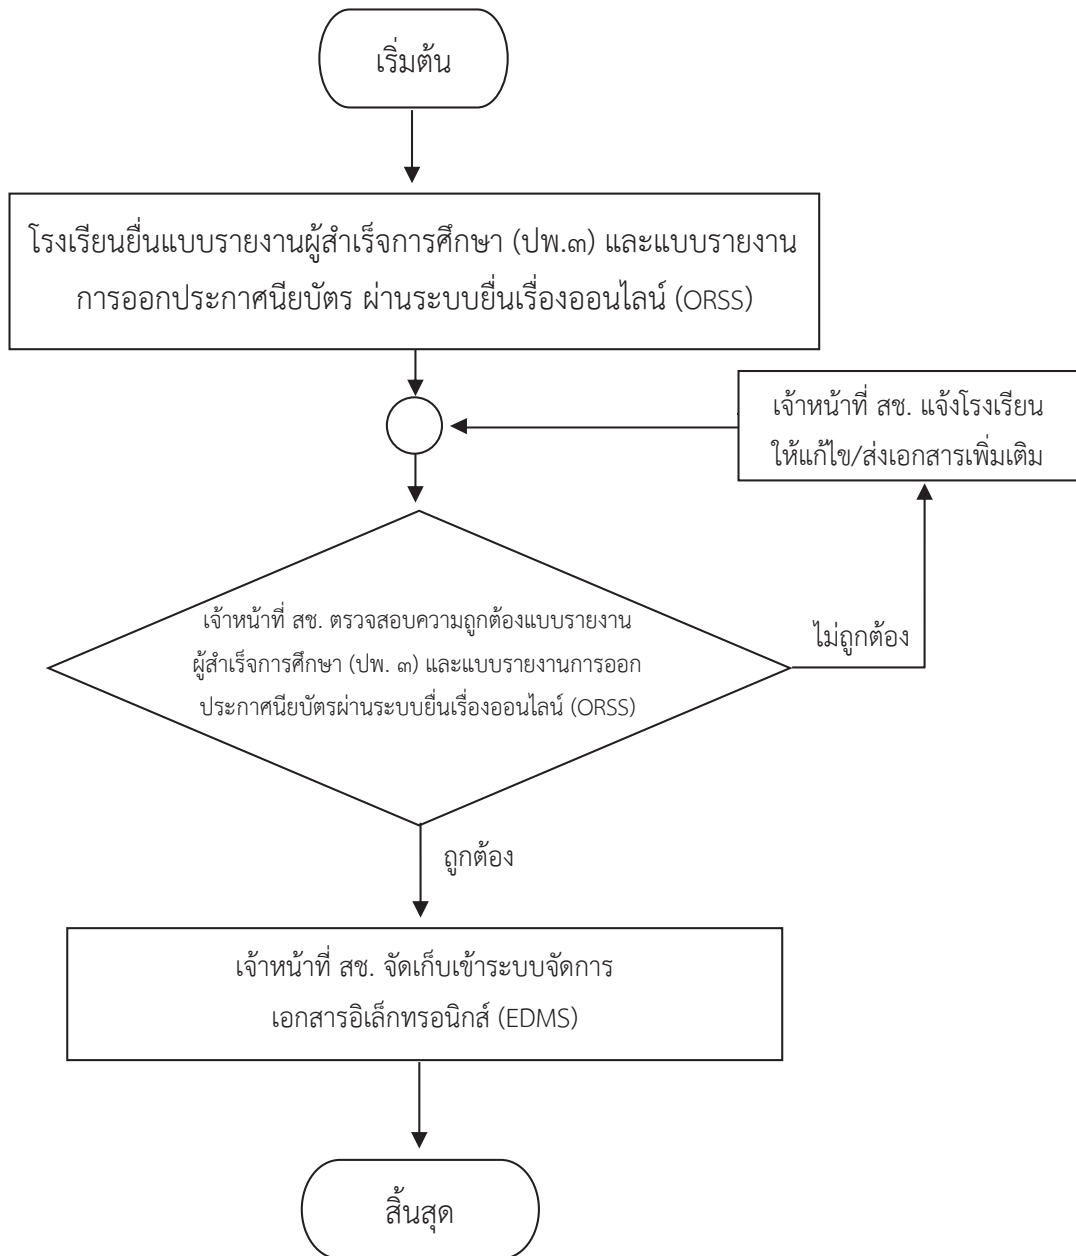 เริ่มต้น
โรงเรียนยื่นแบบรายงานผู้สำเร็จการศึกษา (ปพ.๓) และแบบรายงาน
การออกประกาศนียบัตร ผ่านระบบยื่นเรื่องออนไลน์ (ORSS)
เจ้าหน้าที่ สช. แจ้งโรงเรียน
ให้แก้ไข/ส่งเอกสารเพิ่มเติม
เจ้าหน้าที่ สช. ตรวจสอบความถูกต้องแบบรายงาน
ผู้สำเร็จการศึกษา (ปพ. ๓) และแบบรายงานการออก
ประกาศนียบัตรผ่านระบบยื่นเรื่องออนไลน์ (ORSS)
ไม่ถูกต้อง
ถูกต้อง
เจ้าหน้าที่ สช. จัดเก็บเข้าระบบจัดการ
เอกสารอิเล็กทรอนิกส์ (EDMS)
สิ้นสุด